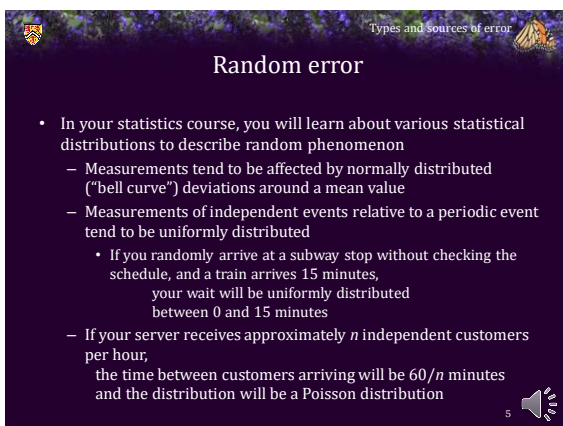 Types and sources of error
Random error
• In your statistics course, you will learn about various statistical
distributions to describe random phenomenon
– Measurements tend to be affected by normally distributed
(“bell curve”) deviations around a mean value
– Measurements of independent events relative to a periodic event
tend to be uniformly distributed
• If you randomly arrive at a subway stop without checking the
schedule, and a train arrives 15 minutes,
your wait will be uniformly distributed
between 0 and 15 minutes
– If your server receives approximately n independent customers
per hour,
the time between customers arriving will be 60/n minutes
and the distribution will be a Poisson distribution
5